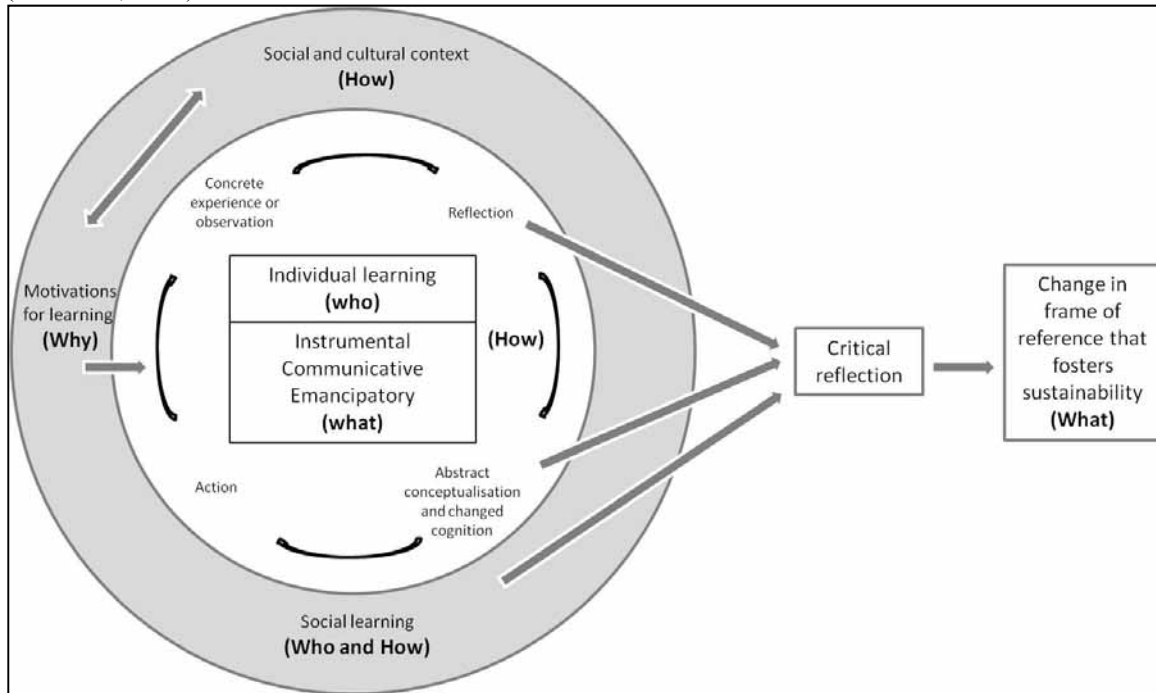 Social and cultural context
(How)
Concrete
experience or
observation
Reflection
Motivations
for learning
(Why)
Individual learning
(who)
Instrumental
Communicative
Emancipatory
(what)
(How)
Action
Abstract
conceptualisation
and changed
cognition
Social learning
(Who and How)
Critical
reflection
Change in
frame of
reference that
fosters
sustainability
(What)